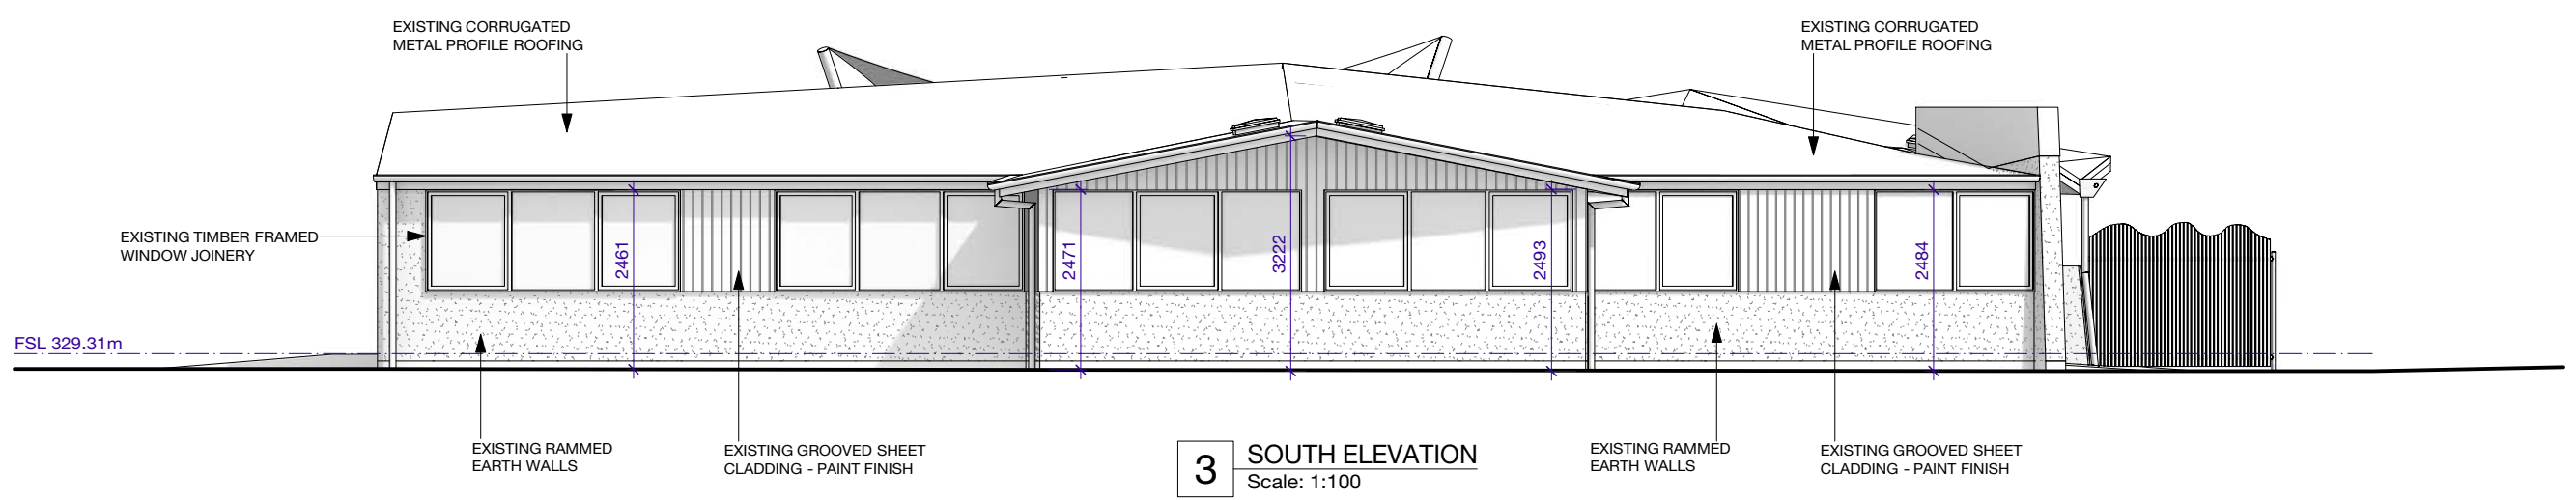 EXISTING CORRUGATED
METAL PROFILE ROOFING
EXISTING CORRUGATED
METAL PROFILE ROOFING
EXISTING TIMBER FRAMED
WINDOW JOINERY
2461
2471
3222
2493
2484
FSL 329.31m
EXISTING RAMMED
EARTH WALLS
EXISTING GROOVED SHEET
CLADDING - PAINT FINISH
3
SOUTH ELEVATION
Scale: 1:100
EXISTING RAMMED
EARTH WALLS
EXISTING GROOVED SHEET
CLADDING - PAINT FINISH